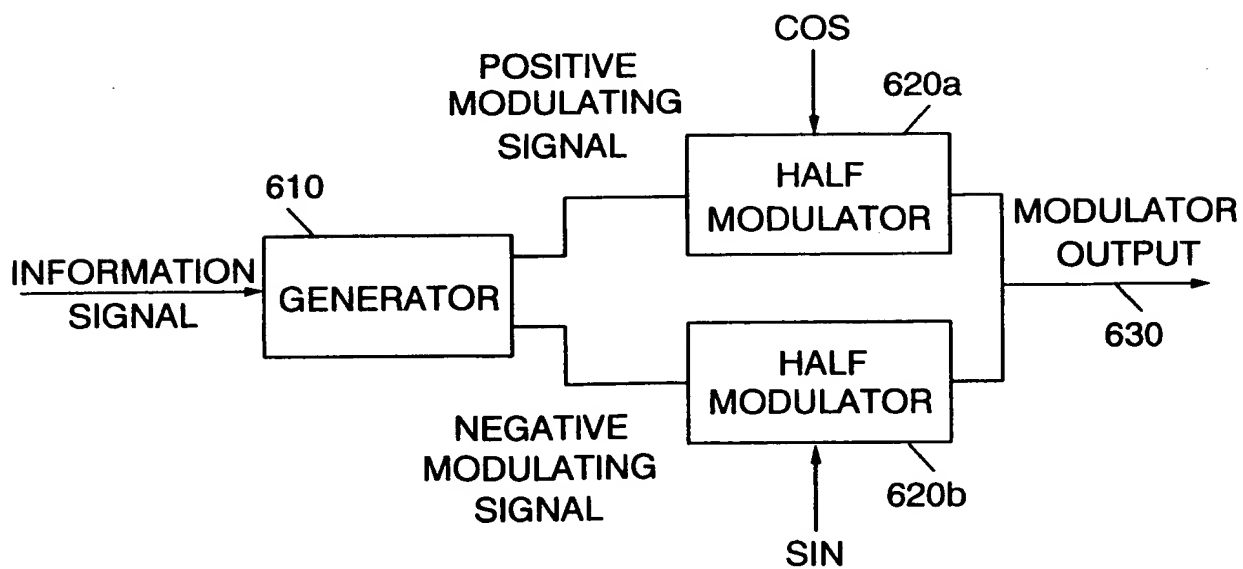 COS
POSITIVE
MODULATING
SIGNAL
620a
HALF
MODULATOR
610
MODULATOR
OUTPUT
INFORMATION
SIGNAL
GENERATOR
630
HALF
MODULATOR
NEGATIVE
MODULATING
SIGNAL
620b
SIN